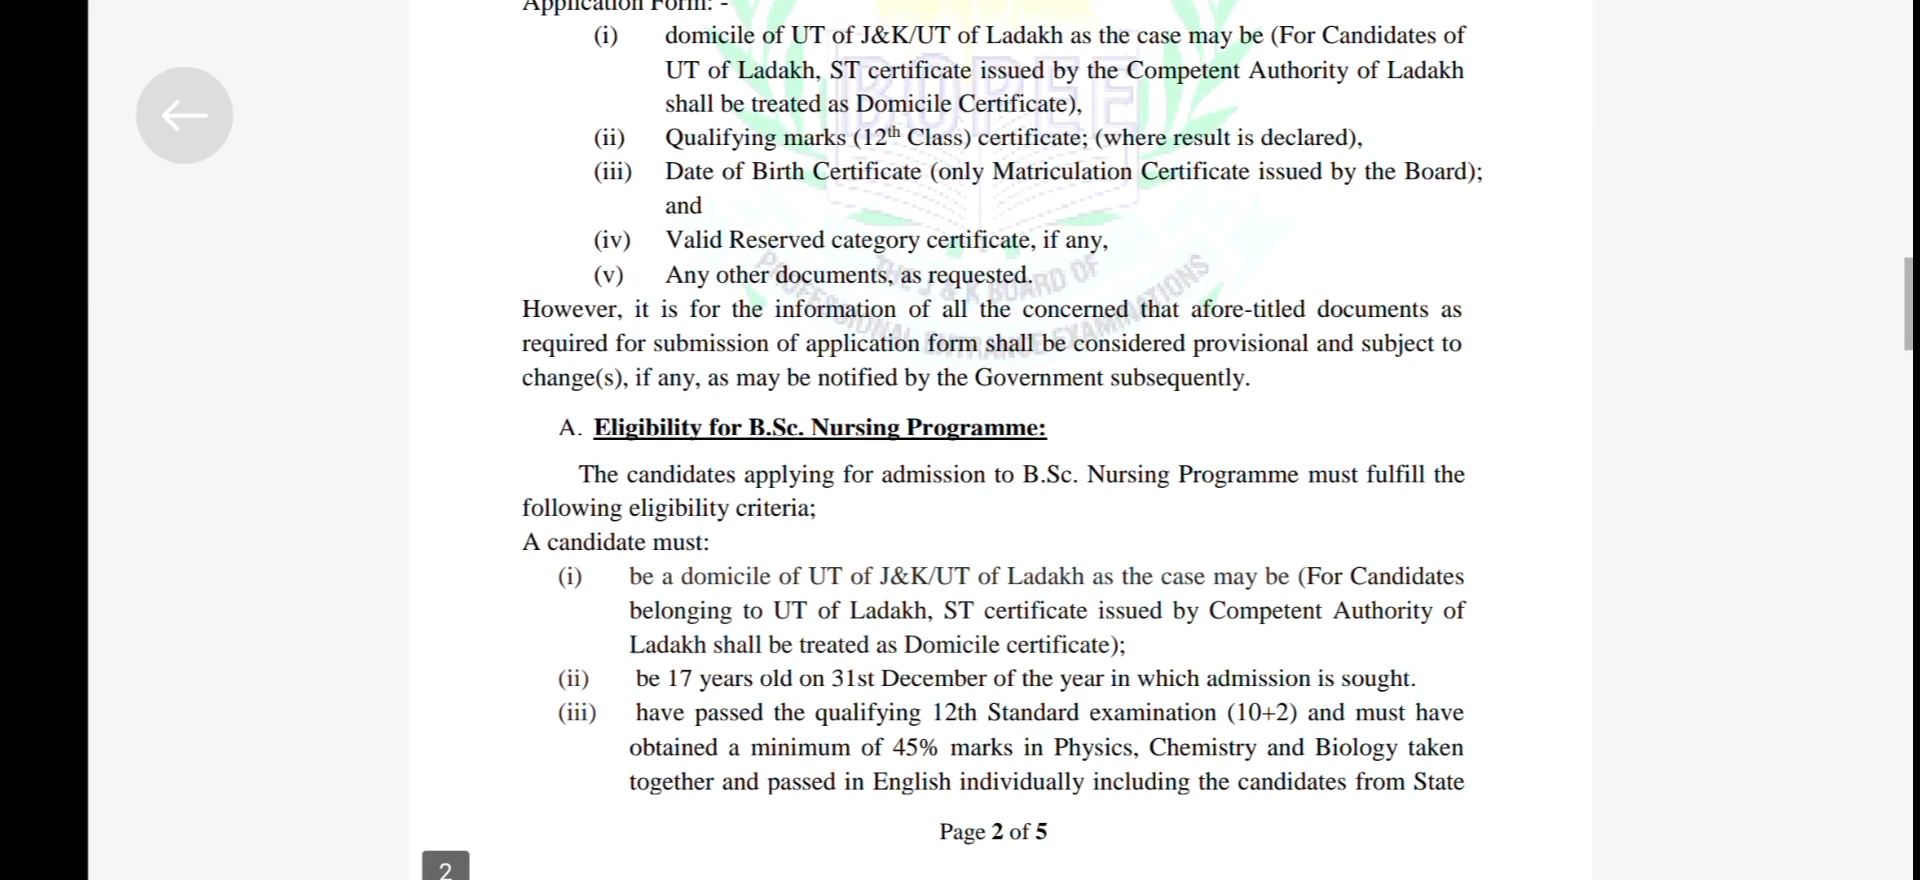 Application Form: -
(i) domicile of UT of J&K/UT of Ladakh as the case may be (For Candidates of
UT of Ladakh, ST certificate issued by the Competent Authority of Ladakh
shall be treated as Domicile Certificate),
(ii) Qualifying marks (12th Class) certificate; (where result is declared),
(iii) Date of Birth Certificate (only Matriculation Certificate issued by the Board);
and
(iv) Valid Reserved category certificate, if any,
(v) Any other documents, as requested.
However, it is for the information of all the concerned that afore-titled documents as
required for submission of application form shall be considered provisional and subject to
change(s), if any, as may be notified by the Government subsequently.
A. Eligibility for B.Sc. Nursing Programme:
The candidates applying for admission to B.Sc. Nursing Programme must fulfill the
following eligibility criteria;
A candidate must:
(i) be a domicile of UT of J&K/UT of Ladakh as the case may be (For Candidates
belonging to UT of Ladakh, ST certificate issued by Competent Authority of
Ladakh shall be treated as Domicile certificate);
(ii) be 17 years old on 31st December of the year in which admission is sought.
(iii) have passed the qualifying 12th Standard examination (10+2) and must have
obtained a minimum of 45% marks in Physics, Chemistry and Biology taken
together and passed in English individually including the candidates from State
Page 2 of 5
2
BOPEE
THE J & K BOARD OF
PROFESSIONAL ENTRANCE EXAMINATIONS